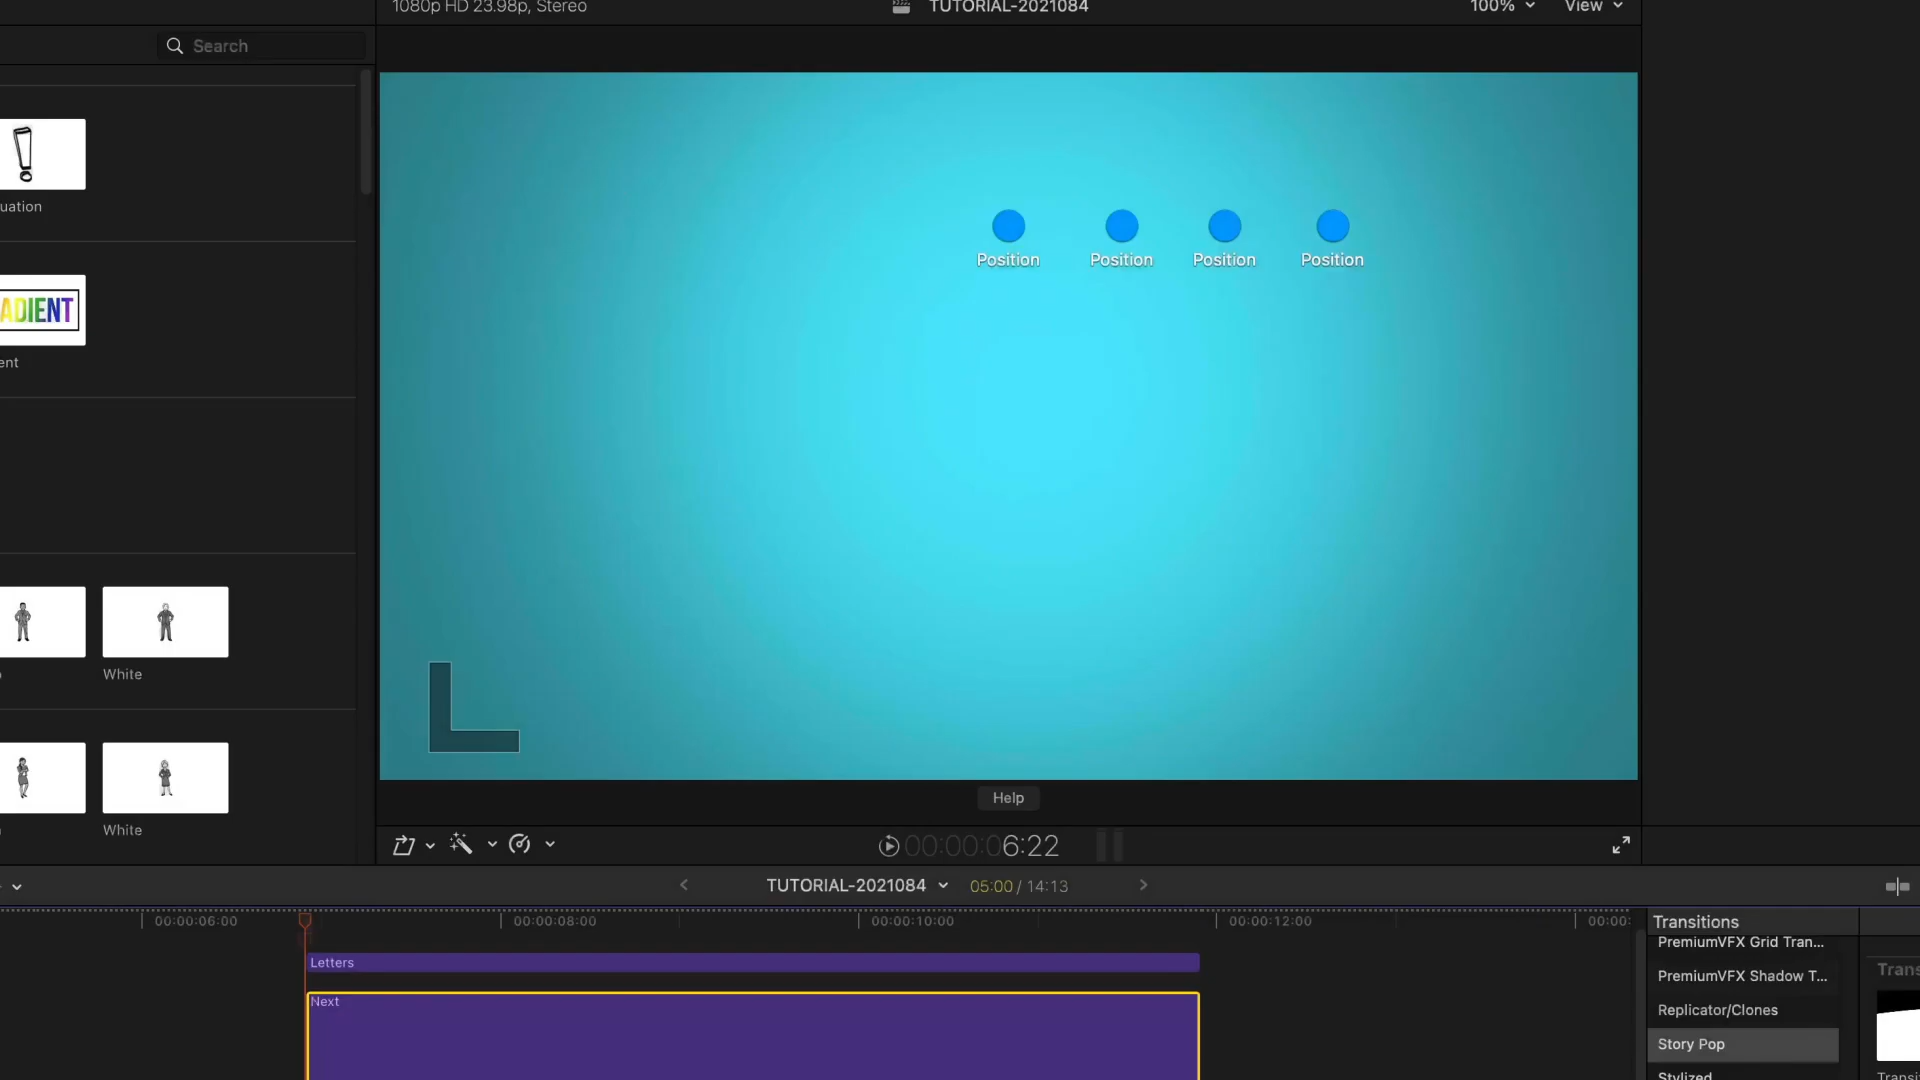 1080p HD 23.98p, Stereo
TUTORIAL-2021084
100%
View
Search
uation
ADIENT
ent
White
White
Position
Position
Position
Position
L
Help
00:00:06:22
TUTORIAL-2021084
05:00 / 14:13
00:00:06:00
00:00:08:00
00:00:10:00
00:00:12:00
00:00:
Letters
Next
Transitions
PremiumVFX Grid Tran...
PremiumVFX Shadow T...
Replicator/Clones
Story Pop
Stylized
Trans
Transi